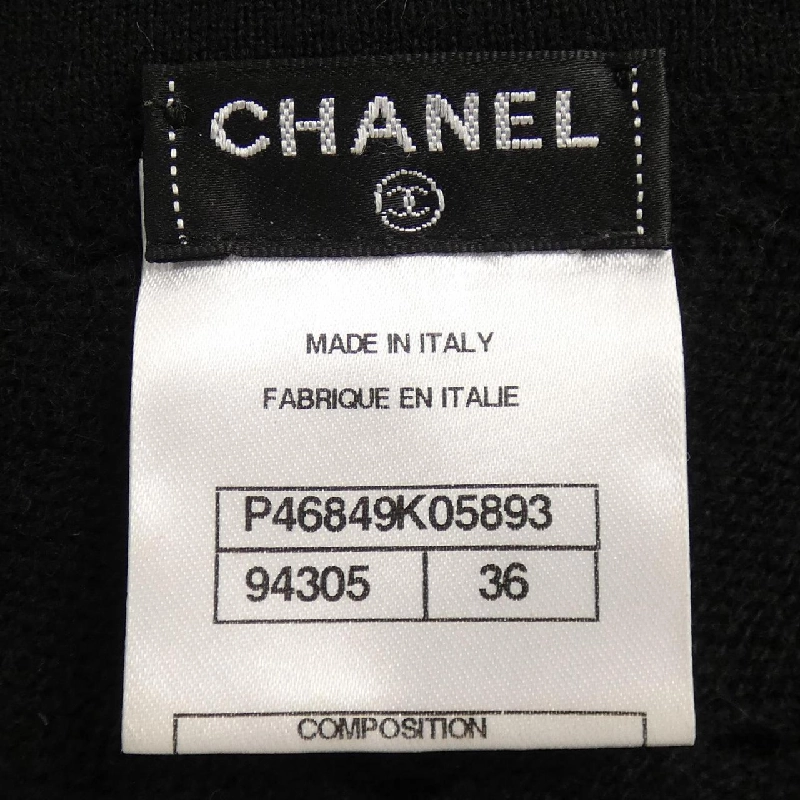 CHANEL
MADE IN ITALY
FABRIQUE EN ITALIE
P46849K05893
94305 36
COMPOSITION